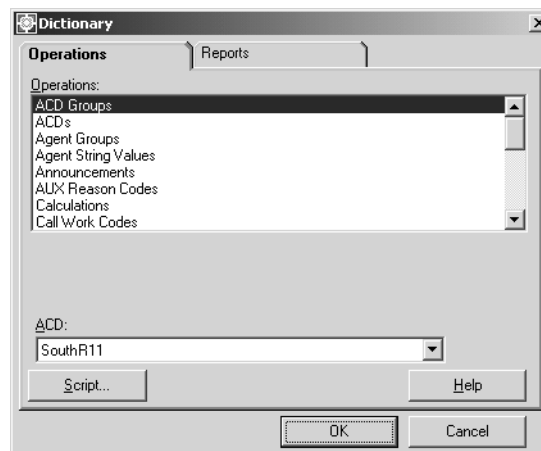 Dictionary
Operations Reports
Operations:
ACD Groups
ACDs
Agent Groups
Agent String Values
Announcements
AUX Reason Codes
Calculations
Call Work Codes
ACD:
SouthR11
Script... Help
OK Cancel